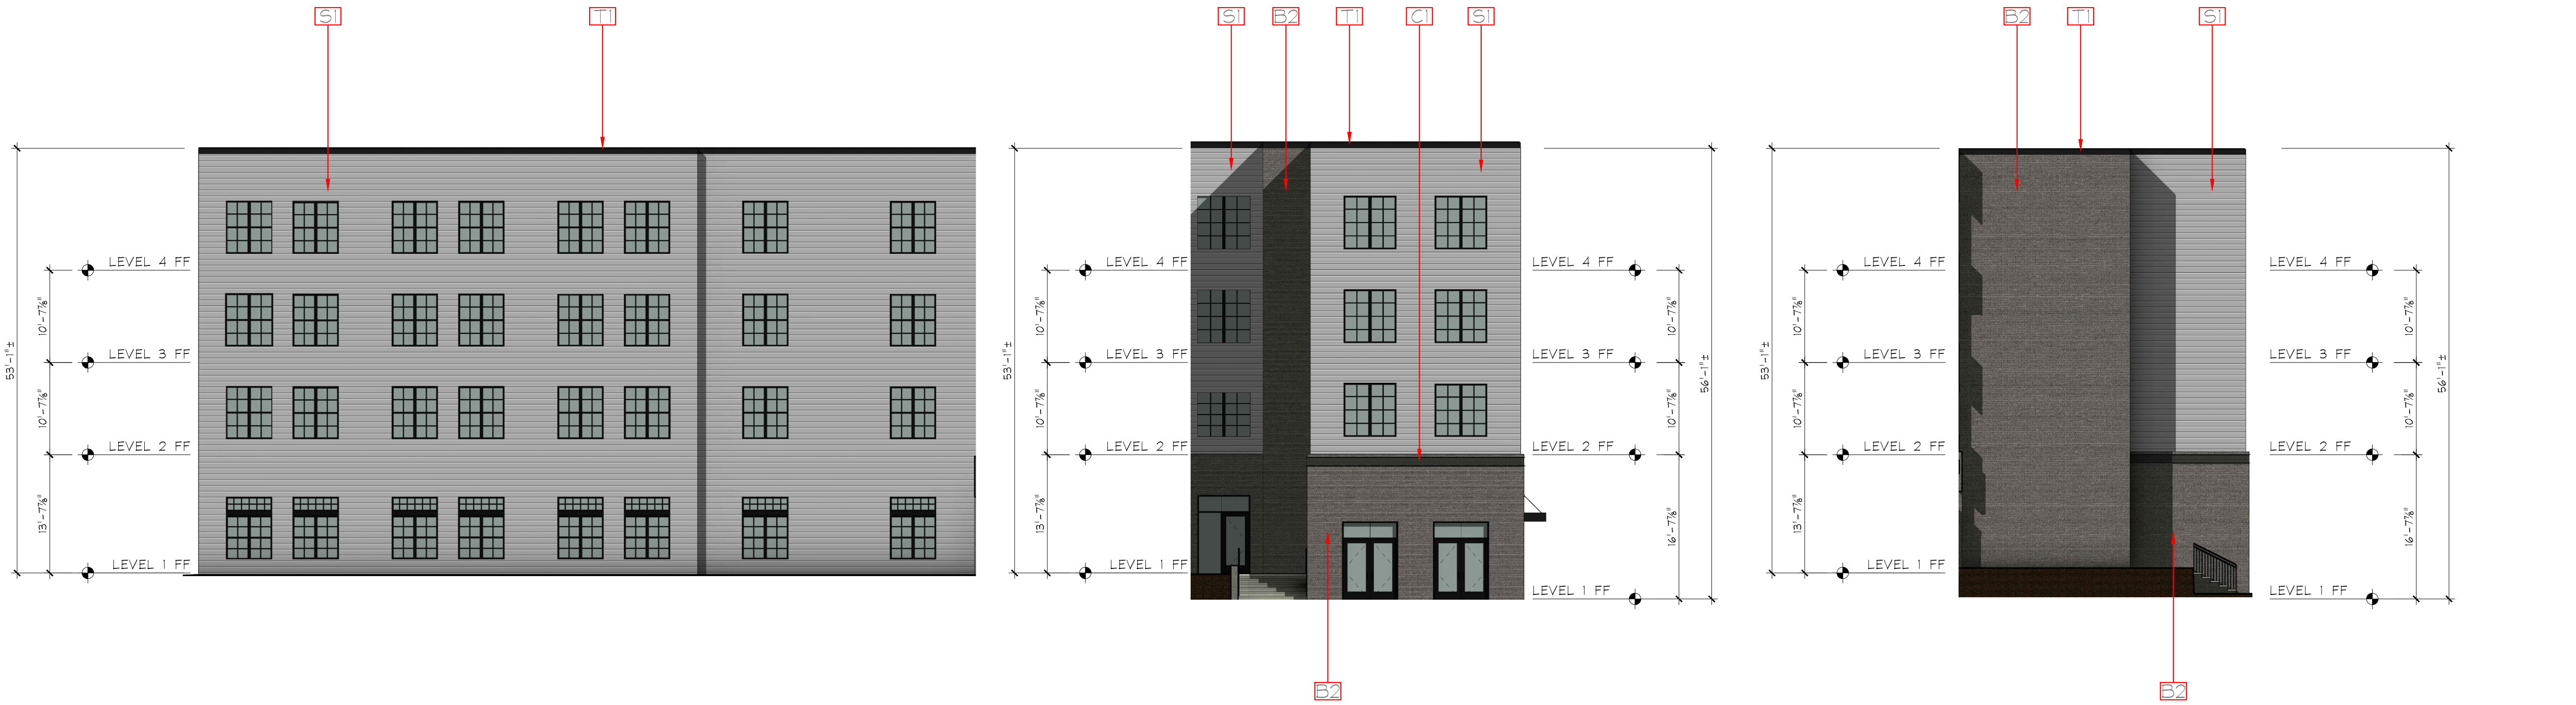 S1 T1
LEVEL 4 FF
LEVEL 3 FF
LEVEL 2 FF
LEVEL 1 FF
10'-7⅞"
10'-7⅞"
13'-7⅞"
53'-1"±
S1 B2 T1 C1 S1
LEVEL 4 FF
LEVEL 3 FF
LEVEL 2 FF
LEVEL 1 FF
10'-7⅞"
10'-7⅞"
13'-7⅞"
53'-1"±
LEVEL 4 FF
LEVEL 3 FF
LEVEL 2 FF
LEVEL 1 FF
10'-7⅞"
10'-7⅞"
16'-7⅞"
56'-1"±
B2
B2 T1 S1
LEVEL 4 FF
LEVEL 3 FF
LEVEL 2 FF
LEVEL 1 FF
10'-7⅞"
10'-7⅞"
13'-7⅞"
53'-1"±
LEVEL 4 FF
LEVEL 3 FF
LEVEL 2 FF
LEVEL 1 FF
10'-7⅞"
10'-7⅞"
16'-7⅞"
56'-1"±
B2